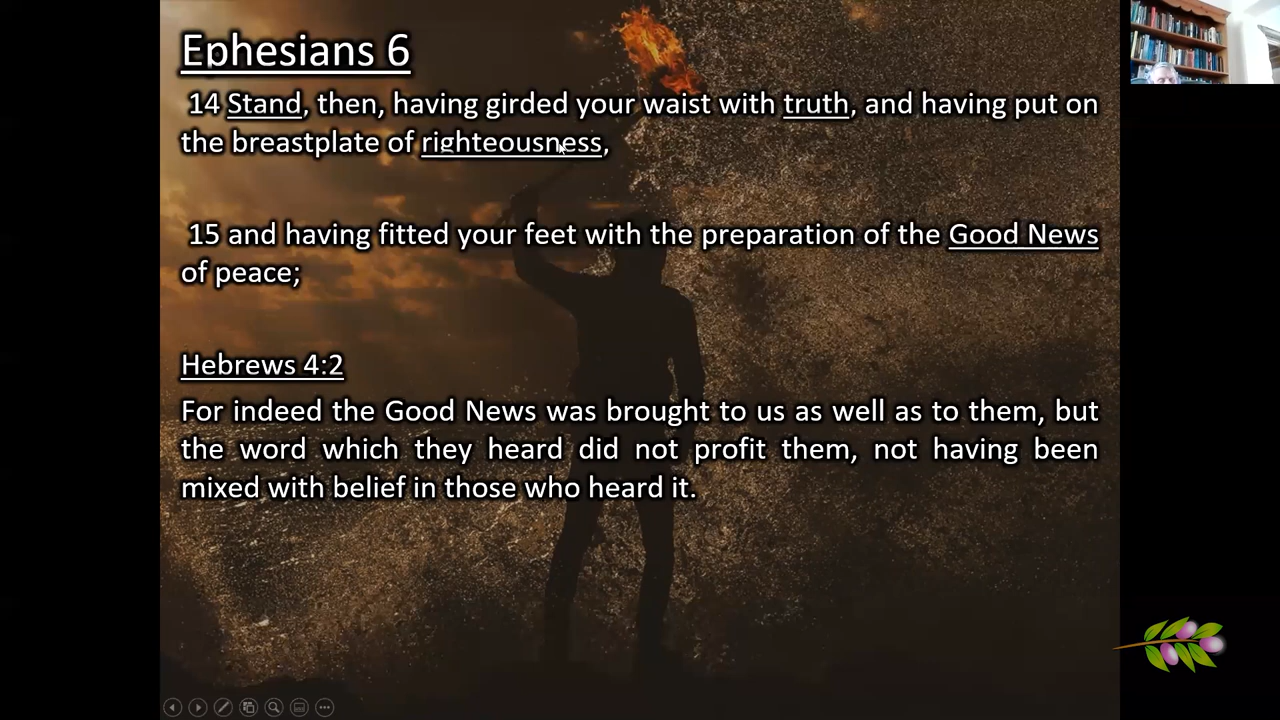 Ephesians 6
14 Stand, then, having girded your waist with truth, and having put on
the breastplate of righteousness,
15 and having fitted your feet with the preparation of the Good News
of peace;
Hebrews 4:2
For indeed the Good News was brought to us as well as to them, but
the word which they heard did not profit them, not having been
mixed with belief in those who heard it.